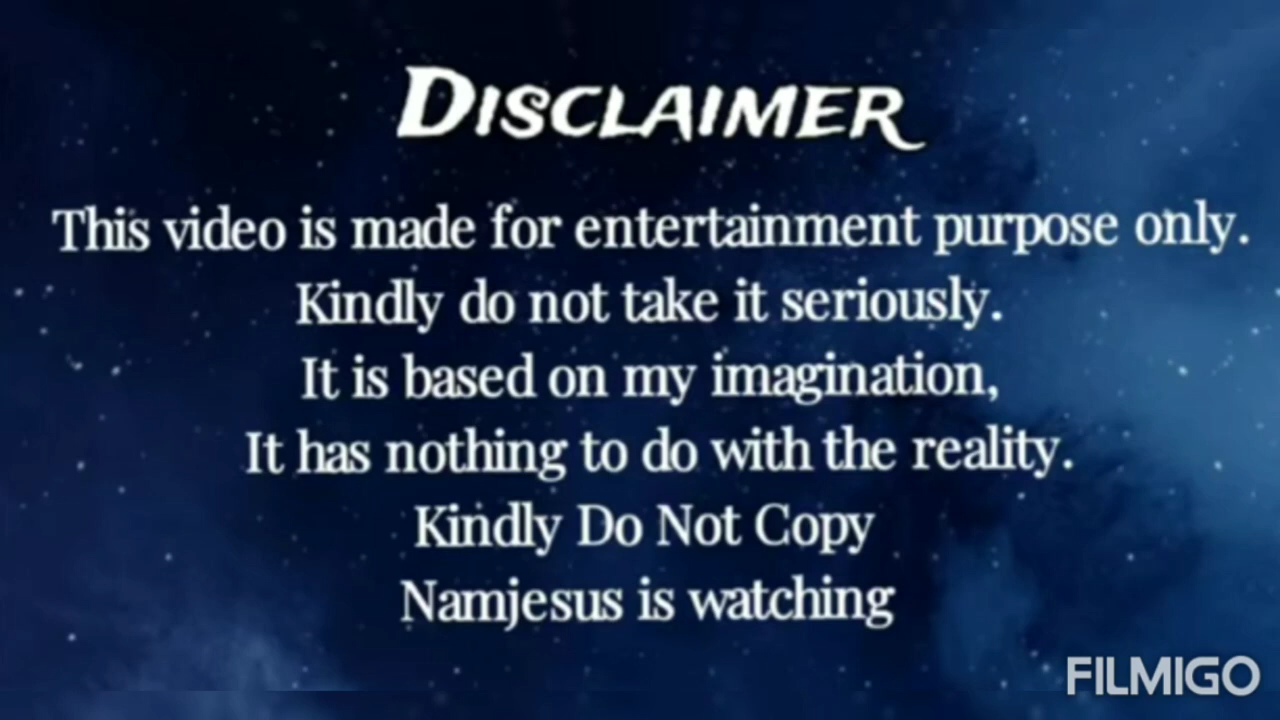 DISCLAIMER
This video is made for entertainment purpose only.
Kindly do not take it seriously.
It is based on my imagination,
It has nothing to do with the reality.
Kindly Do Not Copy
Namjesus is watching
FILMIGO